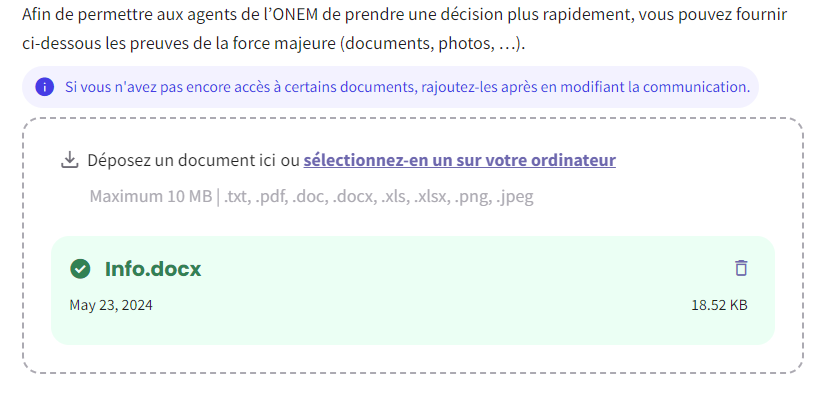 Afin de permettre aux agents de l’ONEM de prendre une décision plus rapidement, vous pouvez fournir
ci-dessous les preuves de la force majeure (documents, photos, …).
Si vous n'avez pas encore accès à certains documents, rajoutez-les après en modifiant la communication.
Déposez un document ici ou sélectionnez-en un sur votre ordinateur
Maximum 10 MB | .txt, .pdf, .doc, .docx, .xls, .xlsx, .png, .jpeg
Info.docx
May 23, 2024 18.52 KB